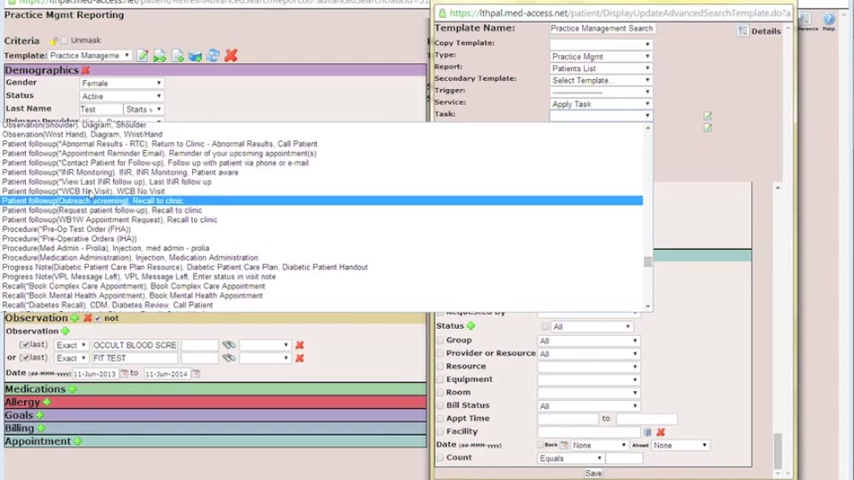 https://lthpal.med-access.net/patient/DisplayUpdateAdvancedSearchTemplate.do?a
Practice Mgmt Reporting
Criteria Unmask
Template: Practice Manageme
Demographics
Gender Female
Status Active
Last Name Test Starts
Template Name: Practice Management Search
Details
Copy Template:
Type: Practice Mgmt
Report: Patients List
Secondary Template: Select Template...
Trigger: --------------------
Service: Apply Task
Task:
Help
Observation(Shoulder), Diagram, Shoulder
Observation(Wrist Hand), Diagram, Wrist/Hand
Patient followup(*Abnormal Results - RTC), Return to Clinic - Abnormal Results, Call Patient
Patient followup(*Appointment Reminder Email), Reminder of your upcoming appointment(s)
Patient followup(*Contact Patient for Follow-up), Follow up with patient via phone or e-mail
Patient followup(*INR Monitoring), INR Monitoring, Patient aware
Patient followup(*View Last INR follow up), Last INR follow up
Patient followup(*WCB No Visit), WCB No Visit
Patient followup(Outreach Screening), Recall to clinic
Patient followup(Request patient follow-up), Recall to clinic
Patient followup(WB1W Appointment Request), Recall to clinic
Procedure(*Pre-Op Test Order (FHA))
Procedure(*Pre-Operative Orders (IHA))
Procedure(Med Admin - Prolia), Injection, med admin - prolia
Procedure(Medication Administration), Injection, Medication Administration
Progress Note(Diabetic Patient Care Plan Resource), Diabetic Patient Care Plan, Diabetic Patient Handout
Progress Note(VPL Message Left), VPL Message Left, Enter status in visit note
Recall(*Book Complex Care Appointment), Book Complex Care Appointment
Recall(*Book Mental Health Appointment), Book Mental Health Appointment
Recall(*Diabetes Recall), CDM, Diabetes Review, Call Patient
Observation not
Observation
(last) Exact OCCULT BLOOD SCRE
or (last) Exact FIT TEST
Date (dd-MMM-yyyy) 11-Jun-2013 to 11-Jun-2014
Medications
Allergy
Goals
Billing
Appointment
Status All
Group All
Provider or Resource All
Resource
Equipment
Room
Bill Status All
Appt Time to
Facility
Date (dd-MMM-yyyy) Back None Ahead None
Count Equals
Save